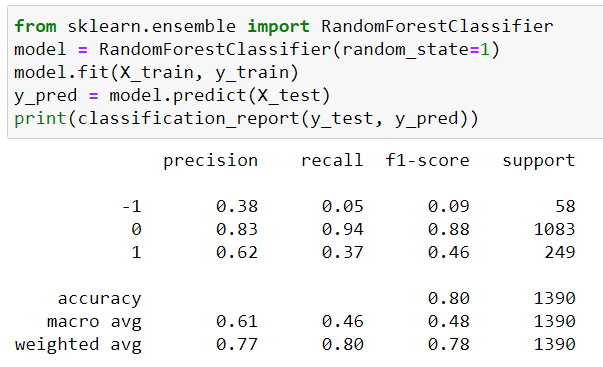 from sklearn.ensemble import RandomForestClassifier
model = RandomForestClassifier(random_state=1)
model.fit(X_train, y_train)
y_pred = model.predict(X_test)
print(classification_report(y_test, y_pred))
precision recall f1-score support
-1 0.38 0.05 0.09 58
0 0.83 0.94 0.88 1083
1 0.62 0.37 0.46 249
accuracy 0.80 1390
macro avg 0.61 0.46 0.48 1390
weighted avg 0.77 0.80 0.78 1390